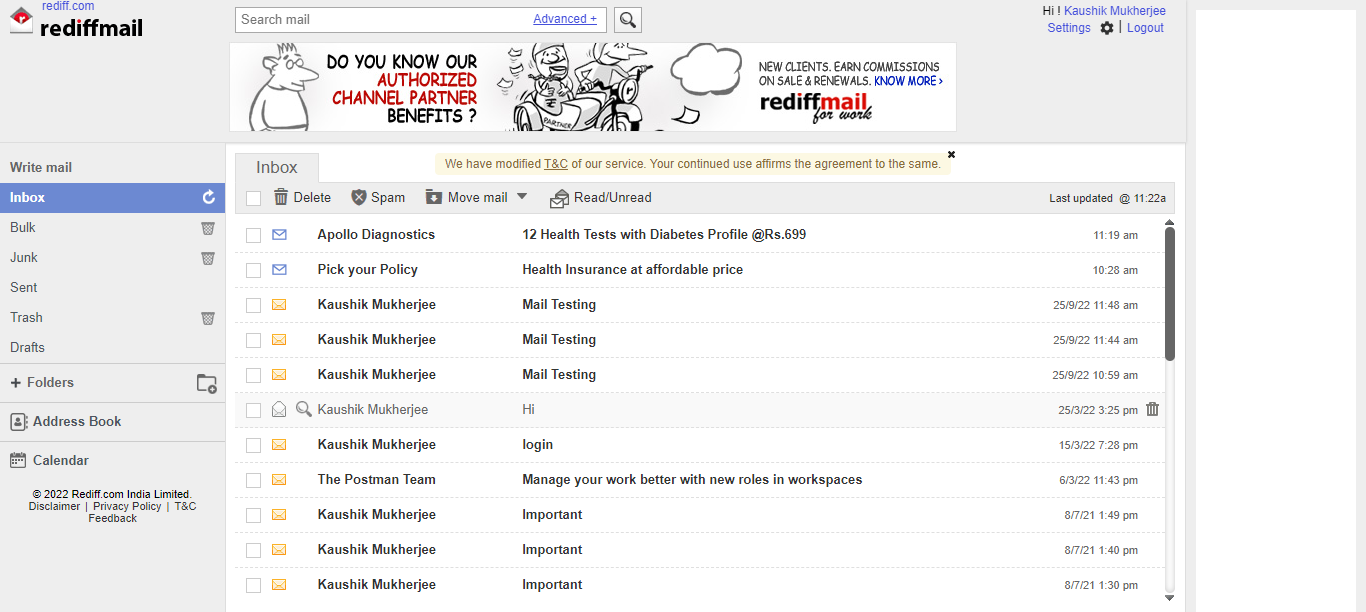 rediff.com
rediffmail
Search mail Advanced +
Hi ! Kaushik Mukherjee
Settings | Logout
DO YOU KNOW OUR
AUTHORIZED
CHANNEL PARTNER
BENEFITS ?
PARTNER
NEW CLIENTS. EARN COMMISSIONS
ON SALE & RENEWALS. KNOW MORE ›
rediffmail
for work
Write mail
Inbox
Bulk
Junk
Sent
Trash
Drafts
+ Folders
Address Book
Calendar
© 2022 Rediff.com India Limited.
Disclaimer | Privacy Policy | T&C
Feedback
Inbox
We have modified T&C of our service. Your continued use affirms the agreement to the same.
Delete Spam Move mail Read/Unread Last updated @ 11:22a
Apollo Diagnostics 12 Health Tests with Diabetes Profile @Rs.699 11:19 am
Pick your Policy Health Insurance at affordable price 10:28 am
Kaushik Mukherjee Mail Testing 25/9/22 11:48 am
Kaushik Mukherjee Mail Testing 25/9/22 11:44 am
Kaushik Mukherjee Mail Testing 25/9/22 10:59 am
Kaushik Mukherjee Hi 25/3/22 3:25 pm
Kaushik Mukherjee login 15/3/22 7:28 pm
The Postman Team Manage your work better with new roles in workspaces 6/3/22 11:43 pm
Kaushik Mukherjee Important 8/7/21 1:49 pm
Kaushik Mukherjee Important 8/7/21 1:40 pm
Kaushik Mukherjee Important 8/7/21 1:30 pm